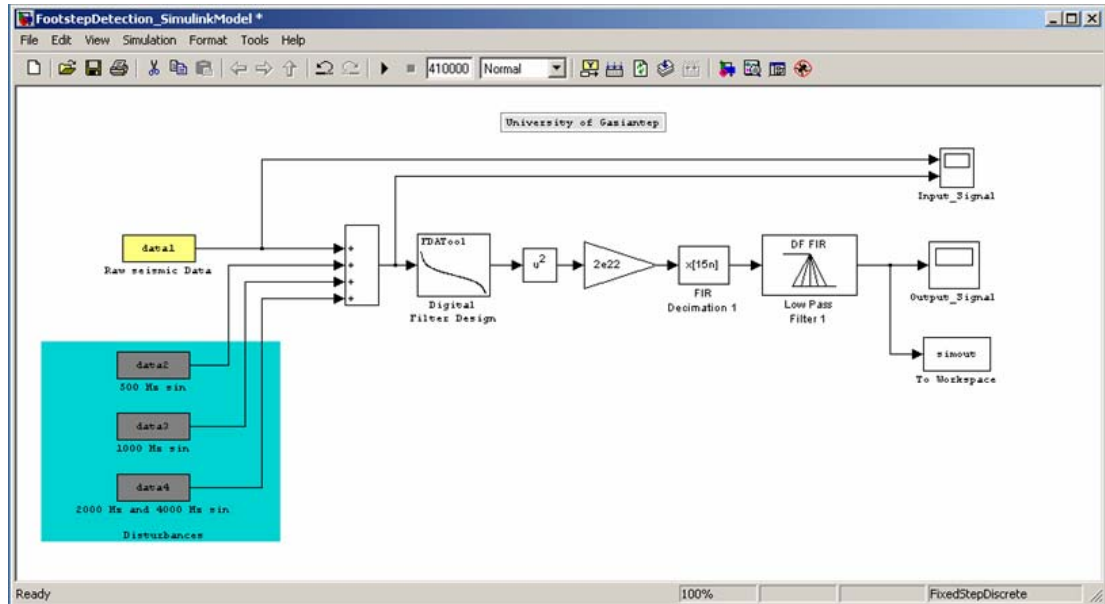 FootstepDetection_SimulinkModel *
File Edit View Simulation Format Tools Help
410000 Normal
University of Gasiantep
Input_Signal
data1
Raw seismic Data
+
+
+
+
FDATool
Digital
Filter Design
u²
2e22
x[15n]
FIR
Decimation 1
DF FIR
Low Pass
Filter 1
Output_Signal
simout
To Workspace
data2
500 Hz sin
data3
1000 Hz sin
data4
2000 Hz and 4000 Hz sin
Disturbances
Ready 100% FixedStepDiscrete